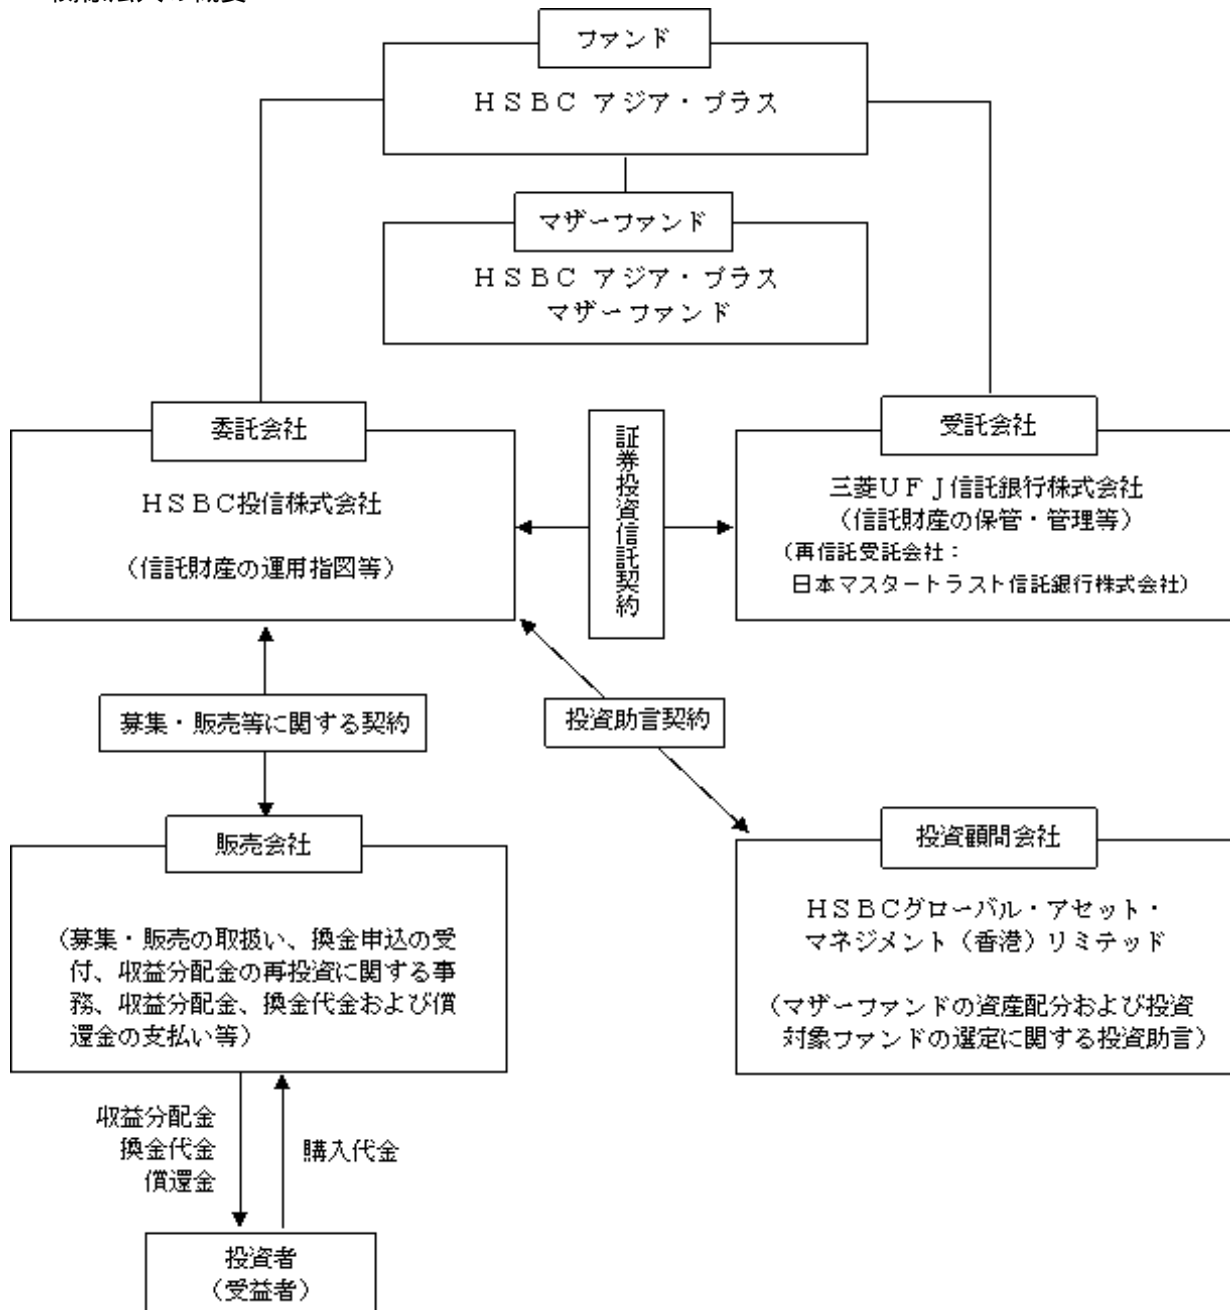 ファンド
ＨＳＢＣ アジア・プラス
マザーファンド
ＨＳＢＣ アジア・プラス
マザーファンド
委託会社
ＨＳＢＣ投信株式会社
（信託財産の運用指図等）
証券投資信託契約
受託会社
三菱ＵＦＪ信託銀行株式会社
（信託財産の保管・管理等）
（再信託受託会社：
日本マスタートラスト信託銀行株式会社）
募集・販売等に関する契約
投資助言契約
販売会社
（募集・販売の取扱い、換金申込の受
付、収益分配金の再投資に関する事
務、収益分配金、換金代金および償
還金の支払い等）
投資顧問会社
ＨＳＢＣグローバル・アセット・
マネジメント（香港）リミテッド
（マザーファンドの資産配分および投資
対象ファンドの選定に関する投資助言）
収益分配金
換金代金
償還金
購入代金
投資者
（受益者）